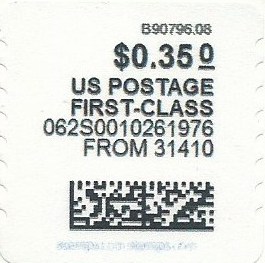 B90796.08
$0.350
US POSTAGE
FIRST-CLASS
062S0010261976
FROM 31410